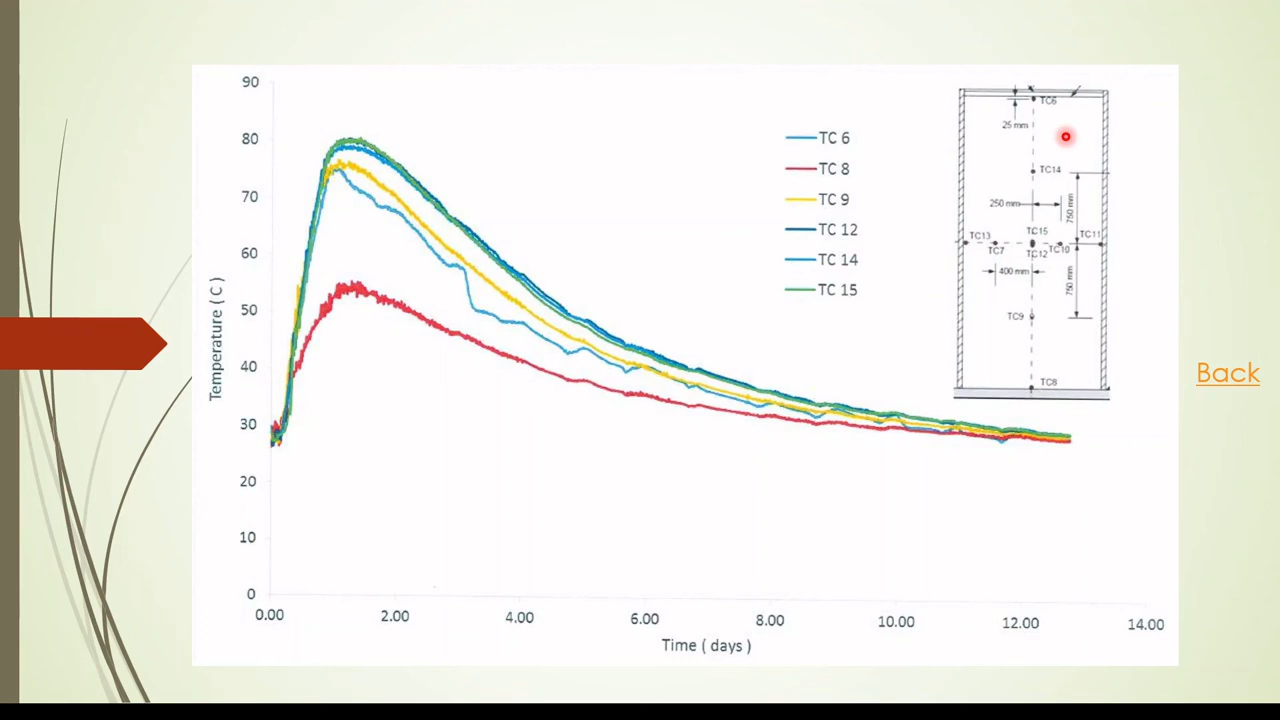 90
80
70
60
50
40
30
20
10
0
Temperature ( C )
0.00 2.00 4.00 6.00 8.00 10.00 12.00 14.00
Time ( days )
TC 6
TC 8
TC 9
TC 12
TC 14
TC 15
TC6
25 mm
TC14
250 mm
750 mm
TC13 TC15 TC11
TC7 TC12 TC10
400 mm
750 mm
TC9
TC8
Back